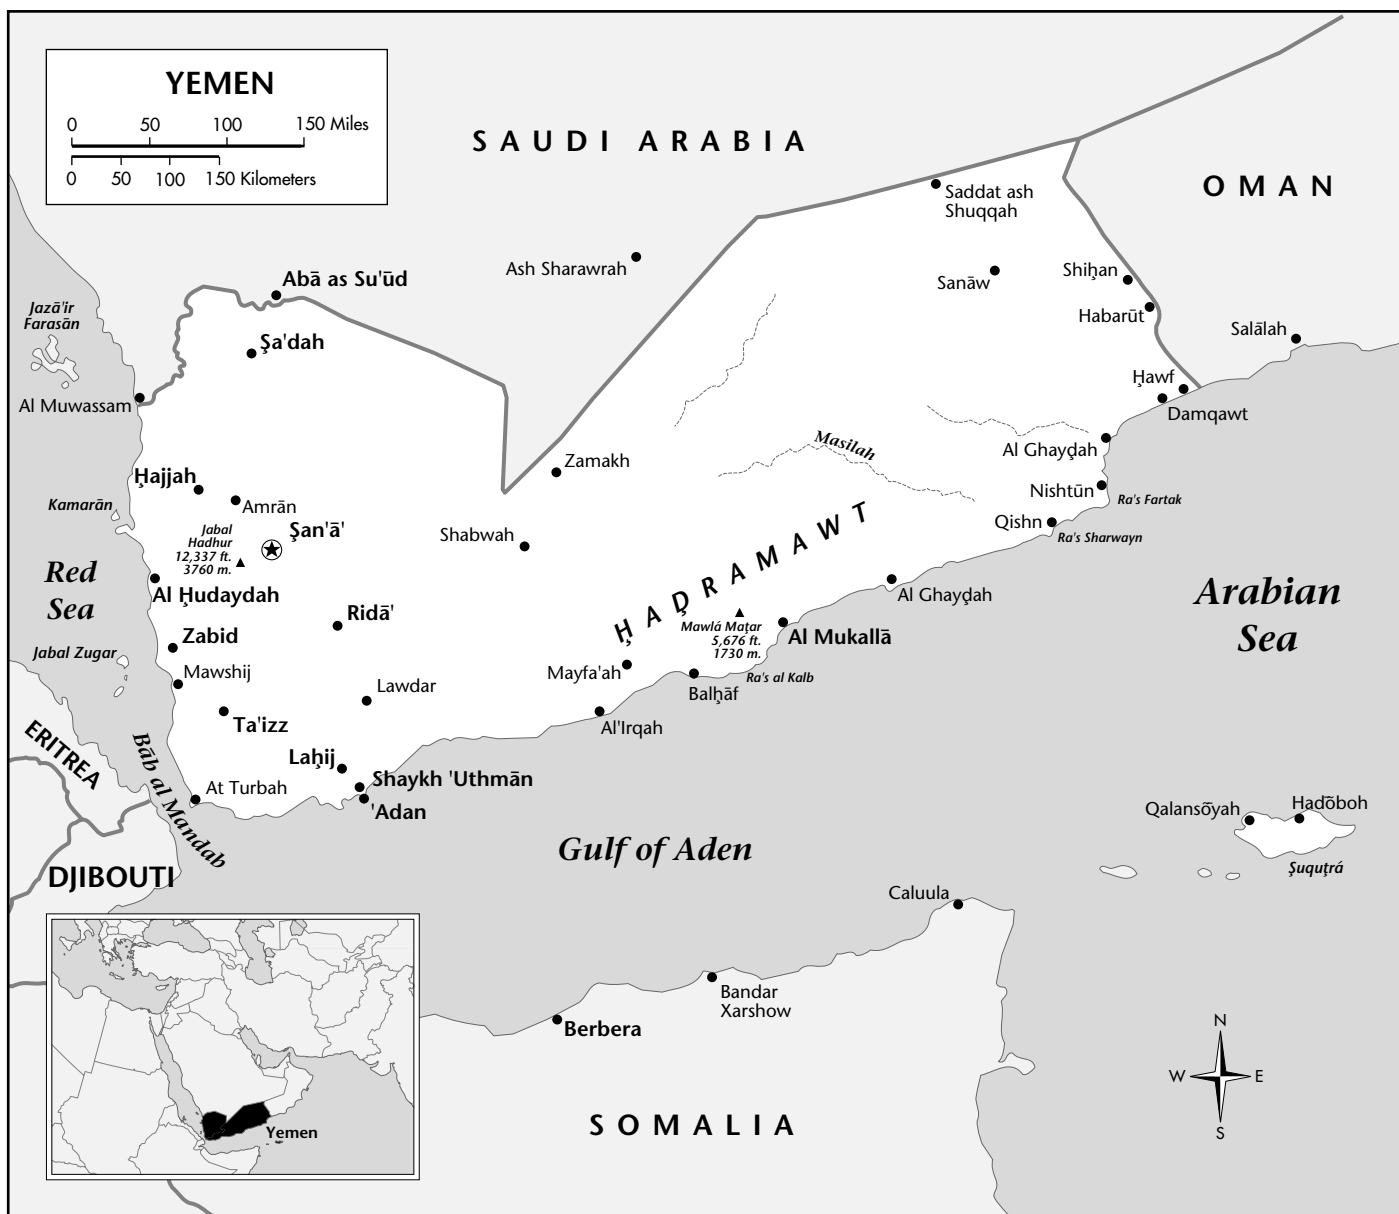 YEMEN
0 50 100 150 Miles
0 50 100 150 Kilometers
SAUDI ARABIA
OMAN
Saddat ash
Shuqqah
Ash Sharawrah
Sanāw
Shiḩan
Habarūt
Salālah
Abā as Su'ūd
Jazā'ir
Farasān
Şa'dah
Al Muwassam
Ḩawf
Damqawt
Masilah
Al Ghayḑah
Zamakh
Ḩajjah
Amrān
Kamarān
Nishtūn
Ra's Fartak
Qishn
Ra's Sharwayn
Şan'ā'
Jabal
Hadhur
12,337 ft.
3760 m.
Shabwah
ḨAḐRAMAWT
Red
Sea
Al Ḩudaydah
Al Ghayḑah
Arabian
Sea
Ridā'
Zabid
Mawlá Maţar
5,676 ft.
1730 m.
Al Mukallā
Jabal Zugar
Mawshij
Mayfa'ah
Ra's al Kalb
Balḩāf
Lawdar
Ta'izz
Al'Irqah
ERITREA
Bāb al Mandab
Laḩij
Shaykh 'Uthmān
At Turbah
'Adan
Qalansōyah
Hadōboh
Şuquţrá
Gulf of Aden
DJIBOUTI
Caluula
Bandar
Xarshow
Berbera
SOMALIA
Yemen
N
W E
S